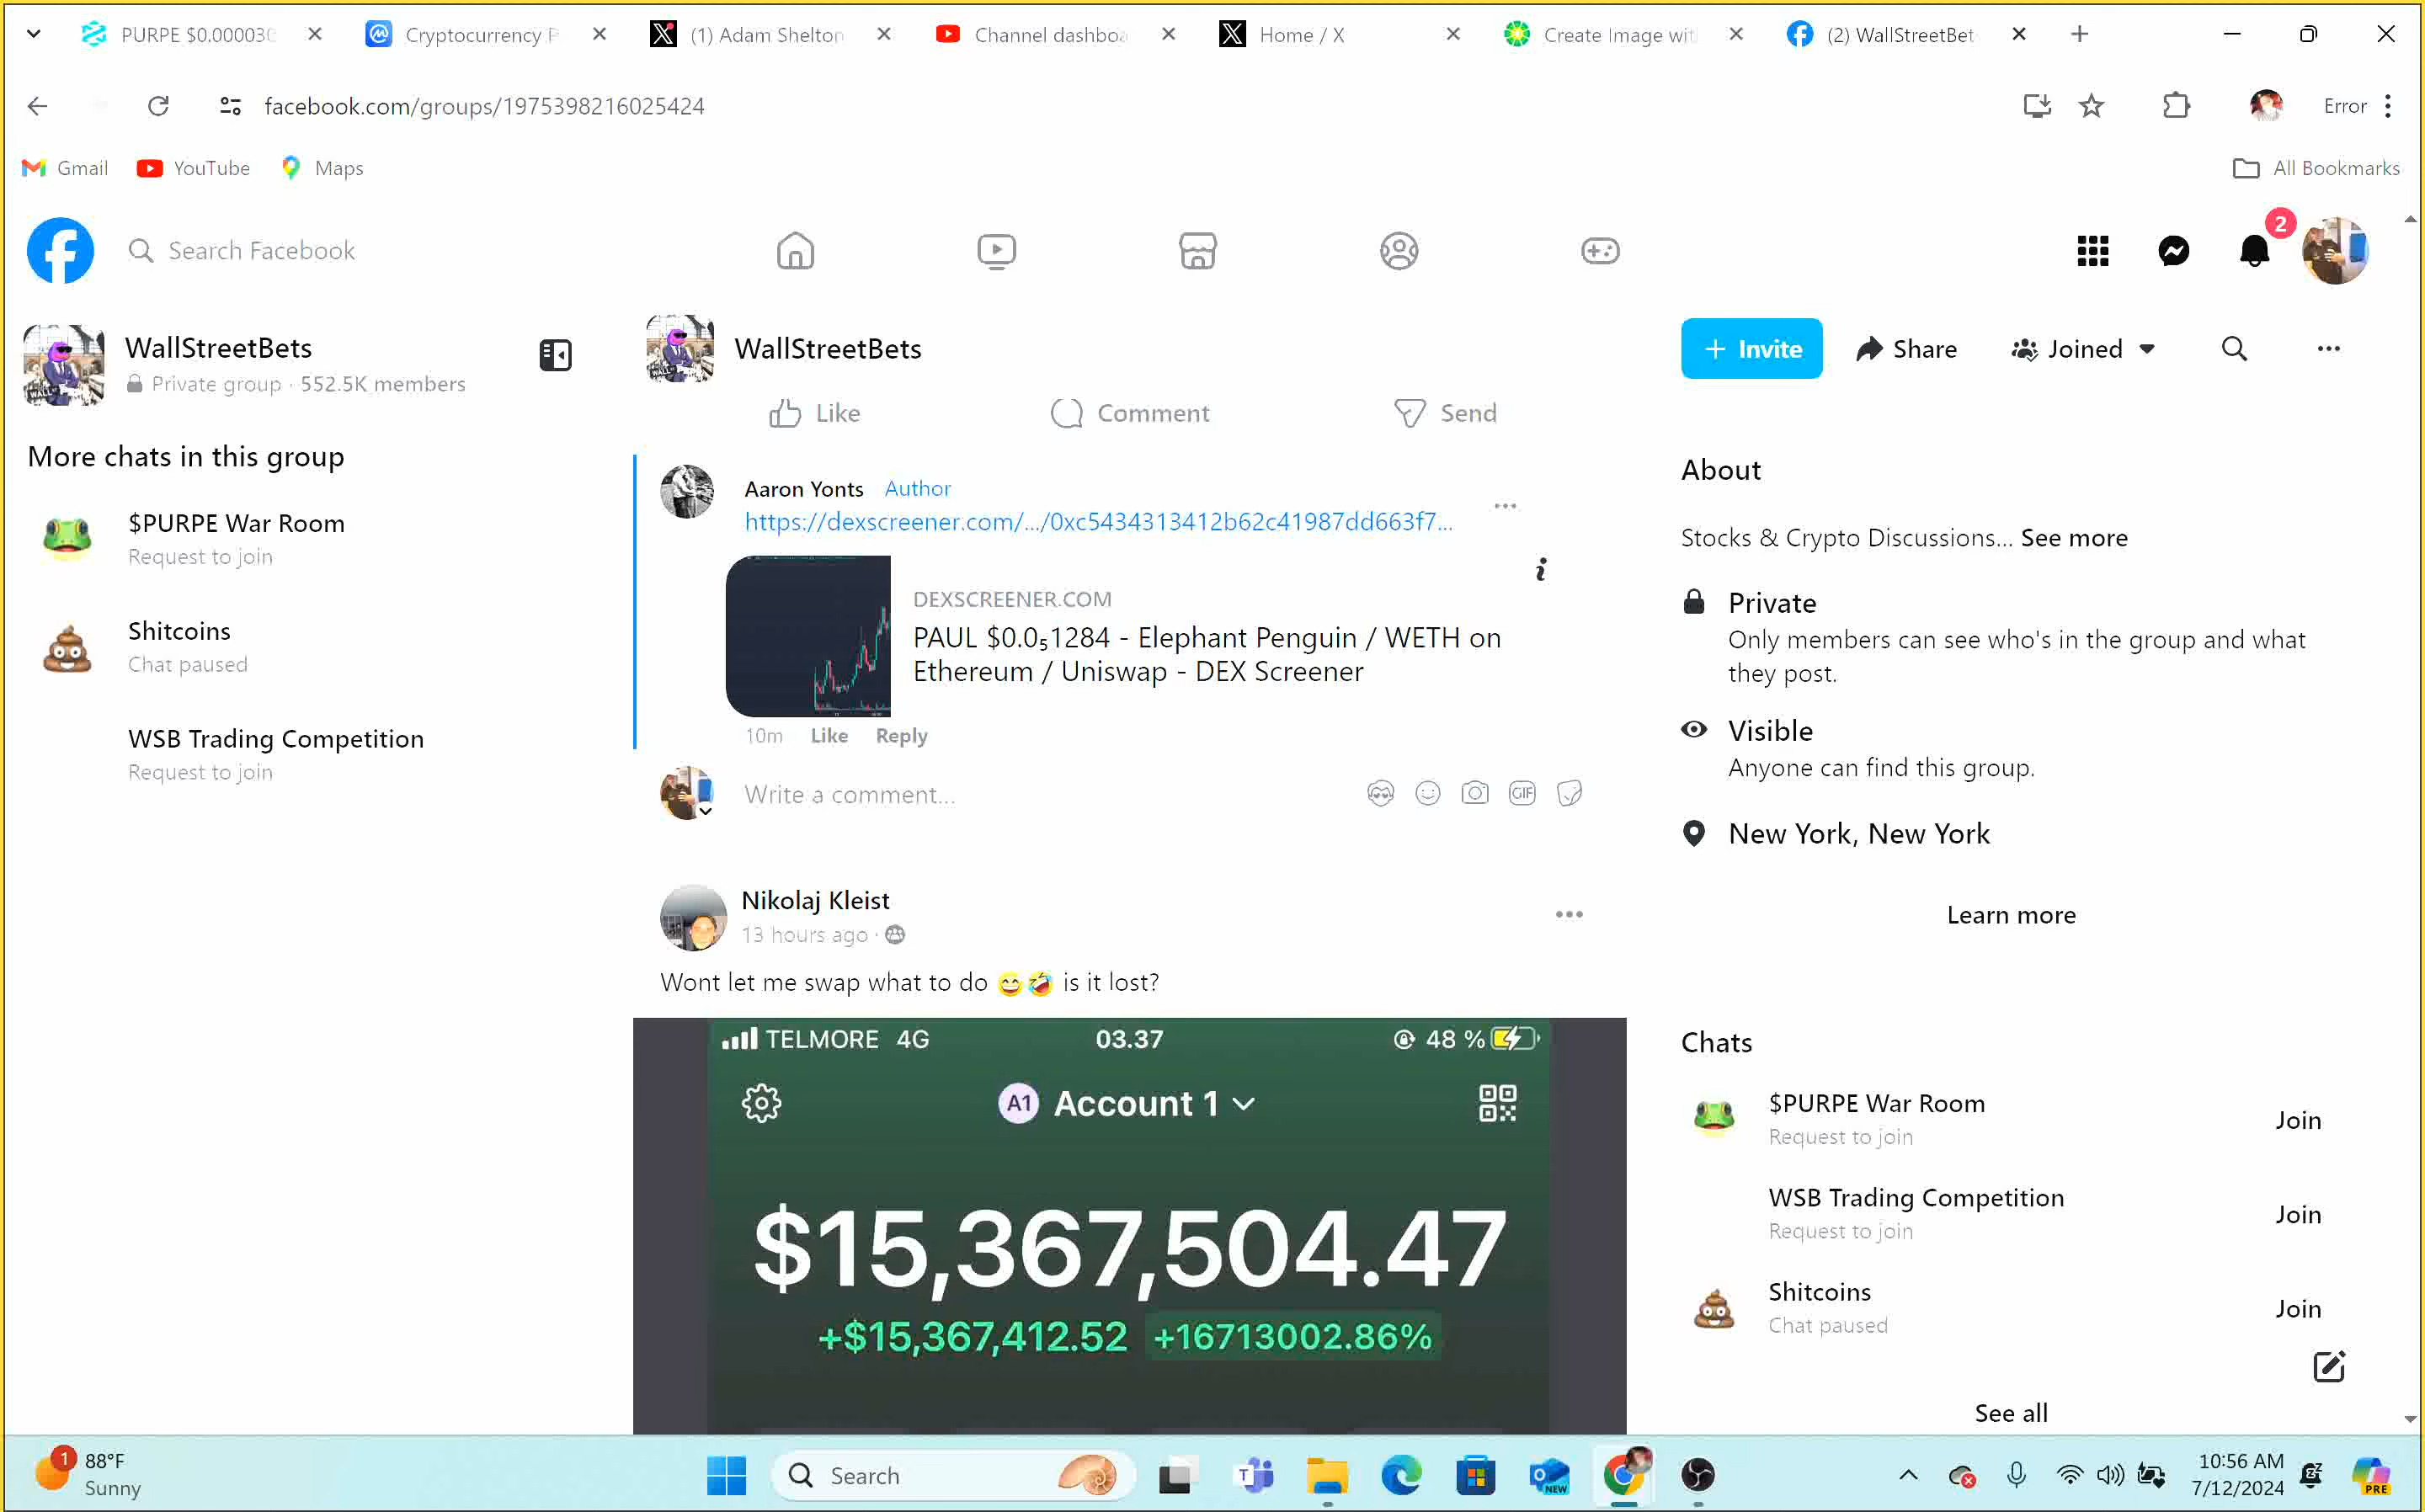 PURPE $0.000030
Cryptocurrency P
(1) Adam Shelton
Channel dashboa
Home / X
Create Image wit
(2) WallStreetBet
facebook.com/groups/1975398216025424
Error
Gmail
YouTube
Maps
All Bookmarks
Search Facebook
2
WallStreetBets
Private group · 552.5K members
More chats in this group
$PURPE War Room
Request to join
Shitcoins
Chat paused
WSB Trading Competition
Request to join
WallStreetBets
+ Invite
Share
Joined
Like
Comment
Send
Aaron Yonts Author
https://dexscreener.com/.../0xc5434313412b62c41987dd663f7...
DEXSCREENER.COM
PAUL $0.0₅1284 - Elephant Penguin / WETH on
Ethereum / Uniswap - DEX Screener
10m Like Reply
Write a comment...
GIF
Nikolaj Kleist
13 hours ago ·
Wont let me swap what to do 😅🤣 is it lost?
TELMORE 4G
03.37
48 %
A1 Account 1
$15,367,504.47
+$15,367,412.52 +16713002.86%
About
Stocks & Crypto Discussions... See more
Private
Only members can see who's in the group and what
they post.
Visible
Anyone can find this group.
New York, New York
Learn more
Chats
$PURPE War Room
Request to join
Join
WSB Trading Competition
Request to join
Join
Shitcoins
Chat paused
Join
See all
1
88°F
Sunny
Search
NEW
10:56 AM
7/12/2024
PRE